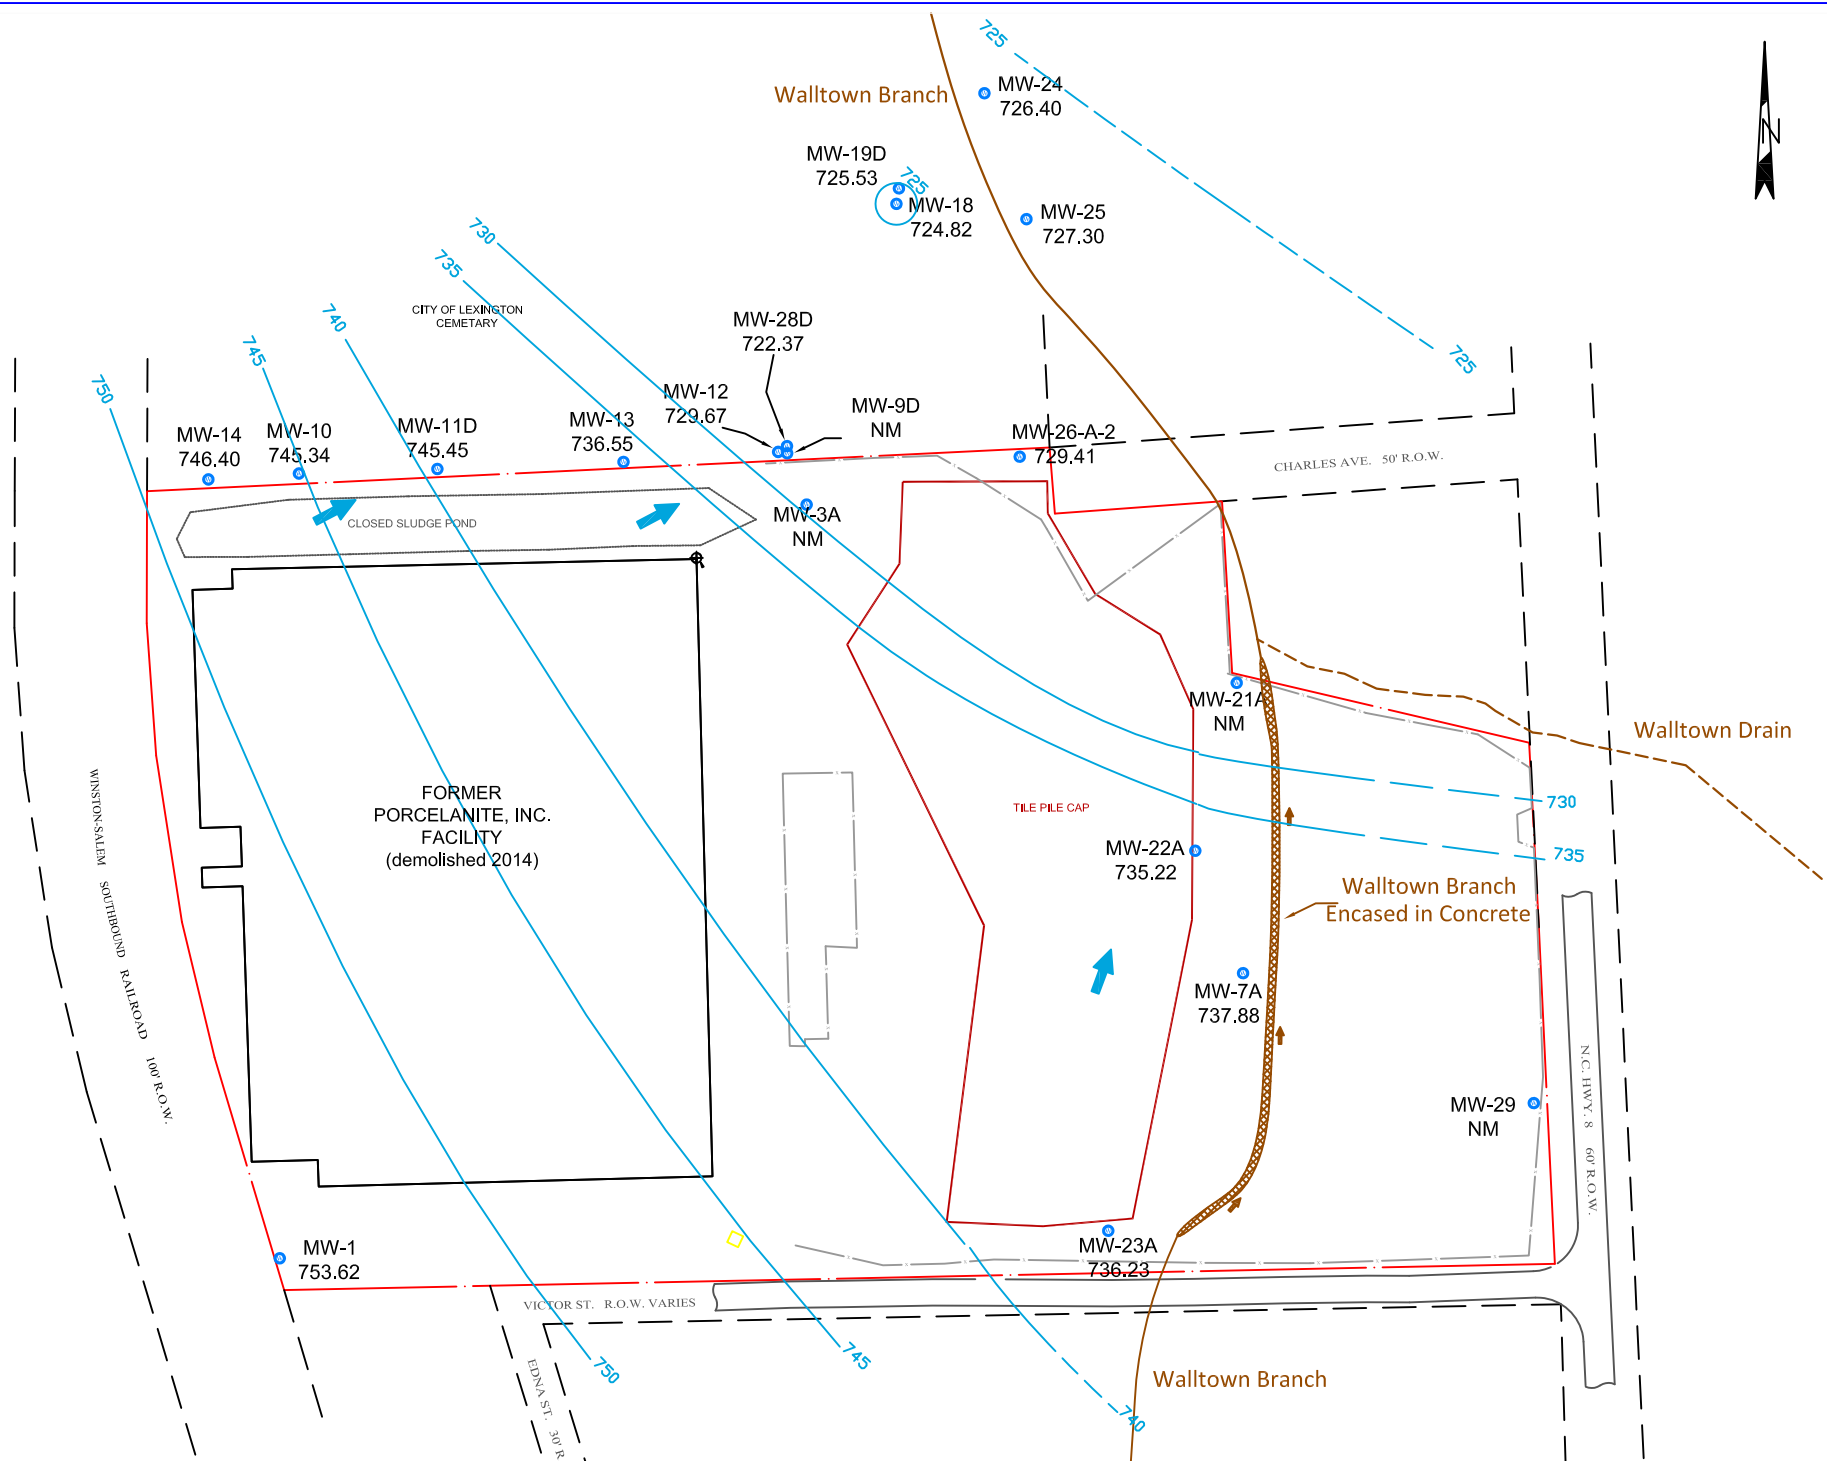 725
Walltown Branch
MW-24
726.40
N
MW-19D
725.53
725
MW-18
724.82
MW-25
727.30
730
735
740
745
750
CITY OF LEXINGTON
CEMETARY
MW-28D
722.37
725
MW-12
729.67
MW-9D
NM
MW-14
746.40
MW-10
745.34
MW-11D
745.45
MW-13
736.55
MW-26-A-2
729.41
CHARLES AVE. 50' R.O.W.
CLOSED SLUDGE POND
MW-3A
NM
MW-21A
NM
Walltown Drain
WINSTON-SALEM SOUTHBOUND RAILROAD 100' R.O.W.
FORMER
PORCELANITE, INC.
FACILITY
(demolished 2014)
TILE PILE CAP
730
735
MW-22A
735.22
Walltown Branch
Encased in Concrete
MW-7A
737.88
MW-29
NM
N.C. HWY. 8 60' R.O.W.
MW-1
753.62
MW-23A
736.23
VICTOR ST. R.O.W. VARIES
EDNA ST. 30' R
750
745
740
Walltown Branch